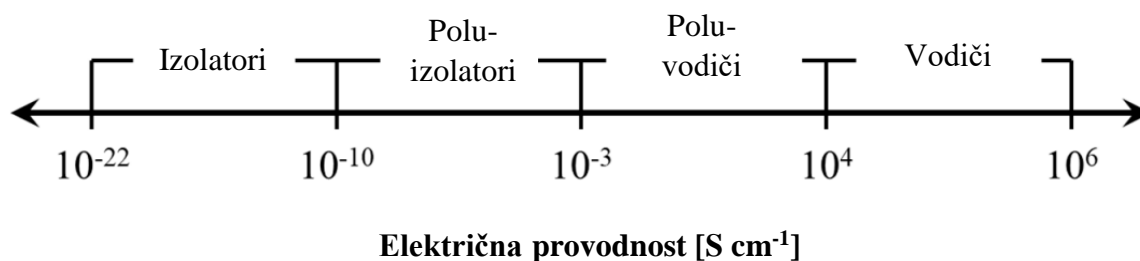 Izolatori
Polu-
izolatori
Polu-
vodiči
Vodiči
10⁻²²
10⁻¹⁰
10⁻³
10⁴
10⁶
Električna provodnost [S cm⁻¹]